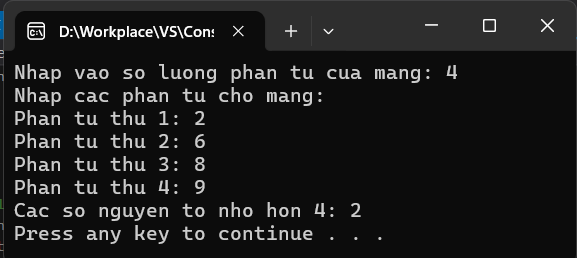 D:\Workplace\VS\Cons
Nhap vao so luong phan tu cua mang: 4
Nhap cac phan tu cho mang:
Phan tu thu 1: 2
Phan tu thu 2: 6
Phan tu thu 3: 8
Phan tu thu 4: 9
Cac so nguyen to nho hon 4: 2
Press any key to continue . . .